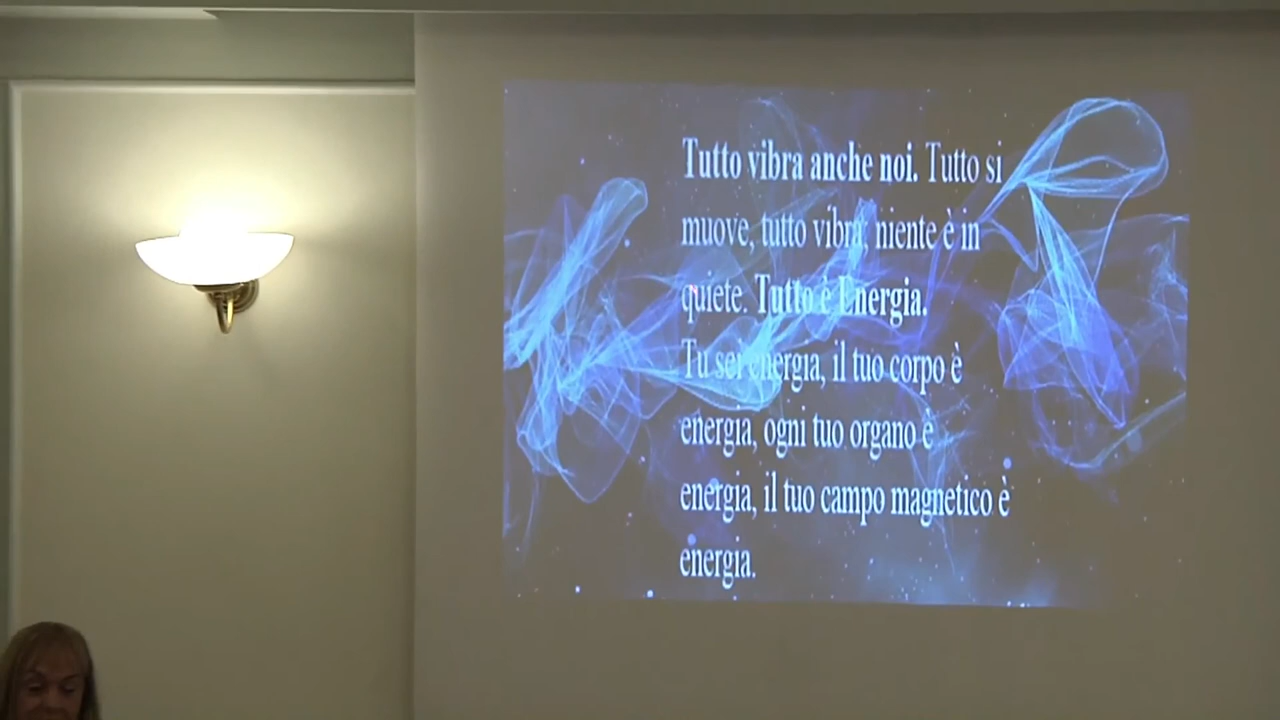 Tutto vibra anche noi. Tutto si
muove, tutto vibra, niente è in
quiete. Tutto è Energia.
Tu sei energia, il tuo corpo è
energia, ogni tuo organo è
energia, il tuo campo magnetico è
energia.